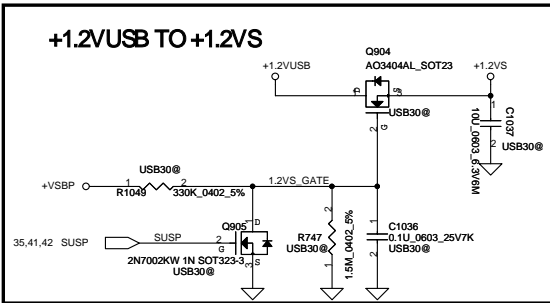 +1.2VUSB TO +1.2VS
Q904
AO3404AL_SOT23
+1.2VUSB
+1.2VS
1
D
S
3
USB30@
2
G
1
C1037
10U_0603_6.3V6M
2
USB30@
USB30@
+VSBP
1
2
R1049
330K_0402_5%
1.2VS_GATE
35,41,42 SUSP
SUSP
2
G
Q905
1
D
S
3
2N7002KW 1N SOT323-3
USB30@
2
R747
USB30@
1
1.5M_0402_5%
1
C1036
0.1U_0603_25V7K
USB30@
2